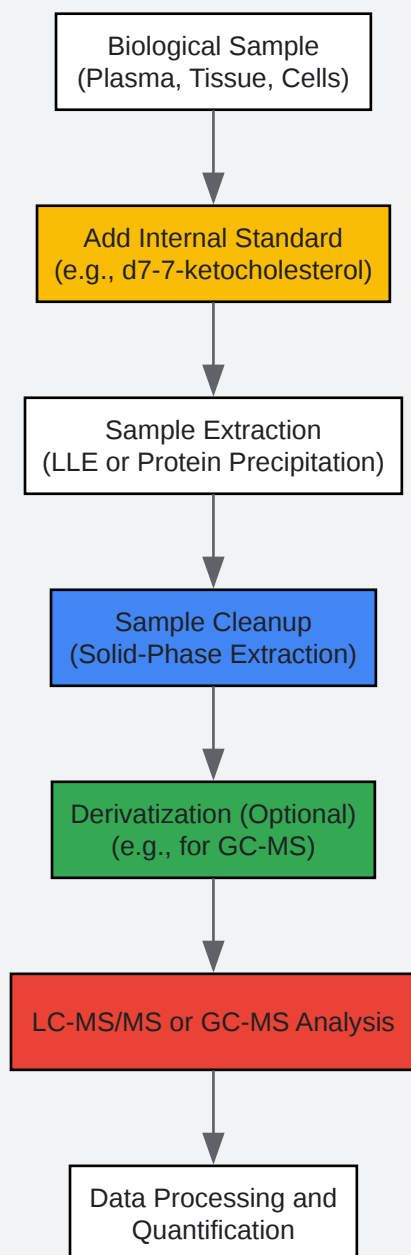 Biological Sample
(Plasma, Tissue, Cells)
Add Internal Standard
(e.g., d7-7-ketocholesterol)
Sample Extraction
(LLE or Protein Precipitation)
Sample Cleanup
(Solid-Phase Extraction)
Derivatization (Optional)
(e.g., for GC-MS)
LC-MS/MS or GC-MS Analysis
Data Processing and
Quantification